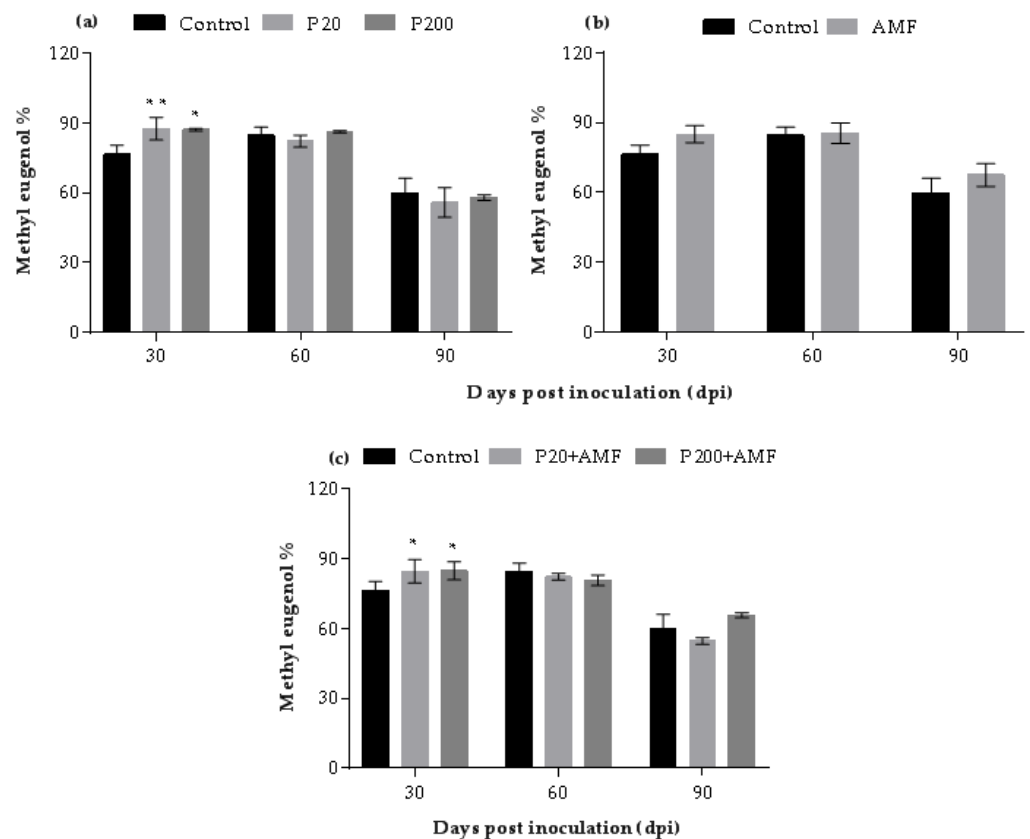 (a) Control P20 P200
120
90
60
30
0
Methyl eugenol %
* * *
30 60 90
(b) Control AMF
120
90
60
30
0
Methyl eugenol %
30 60 90
Days post inoculation (dpi)
(c) Control P20+AMF P200+AMF
120
90
60
30
0
Methyl eugenol %
* *
30 60 90
Days post inoculation (dpi)